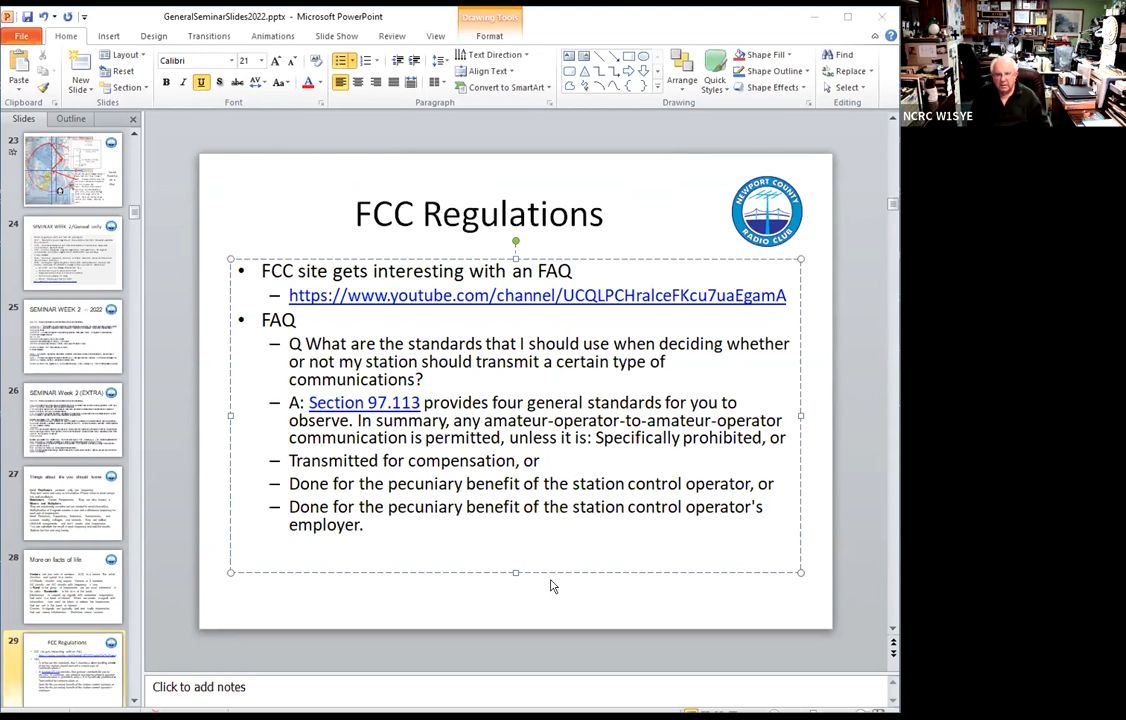 GeneralSeminarSlides2022.pptx - Microsoft PowerPoint
Drawing Tools
File Home Insert Design Transitions Animations Slide Show Review View Format
Paste
Clipboard
New Slide
Layout
Reset
Section
Slides
Calibri 21
Font
Text Direction
Align Text
Convert to SmartArt
Paragraph
Arrange
Quick Styles
Shape Fill
Shape Outline
Shape Effects
Drawing
Find
Replace
Select
Editing
NCRC W1SYE
Slides Outline
23
24
SEMINAR WEEK 2/General only
25
SEMINAR WEEK 2 -- 2022
26
SEMINAR Week 2 (EXTRA)
27
Things about life you should know
28
More on facts of life
29
FCC Regulations
FCC Regulations
NEWPORT COUNTY
RADIO CLUB
• FCC site gets interesting with an FAQ
– https://www.youtube.com/channel/UCQLPCHralceFKcu7uaEgamA
• FAQ
– Q What are the standards that I should use when deciding whether
or not my station should transmit a certain type of
communications?
– A: Section 97.113 provides four general standards for you to
observe. In summary, any amateur-operator-to-amateur-operator
communication is permitted, unless it is: Specifically prohibited, or
– Transmitted for compensation, or
– Done for the pecuniary benefit of the station control operator, or
– Done for the pecuniary benefit of the station control operator's
employer.
Click to add notes